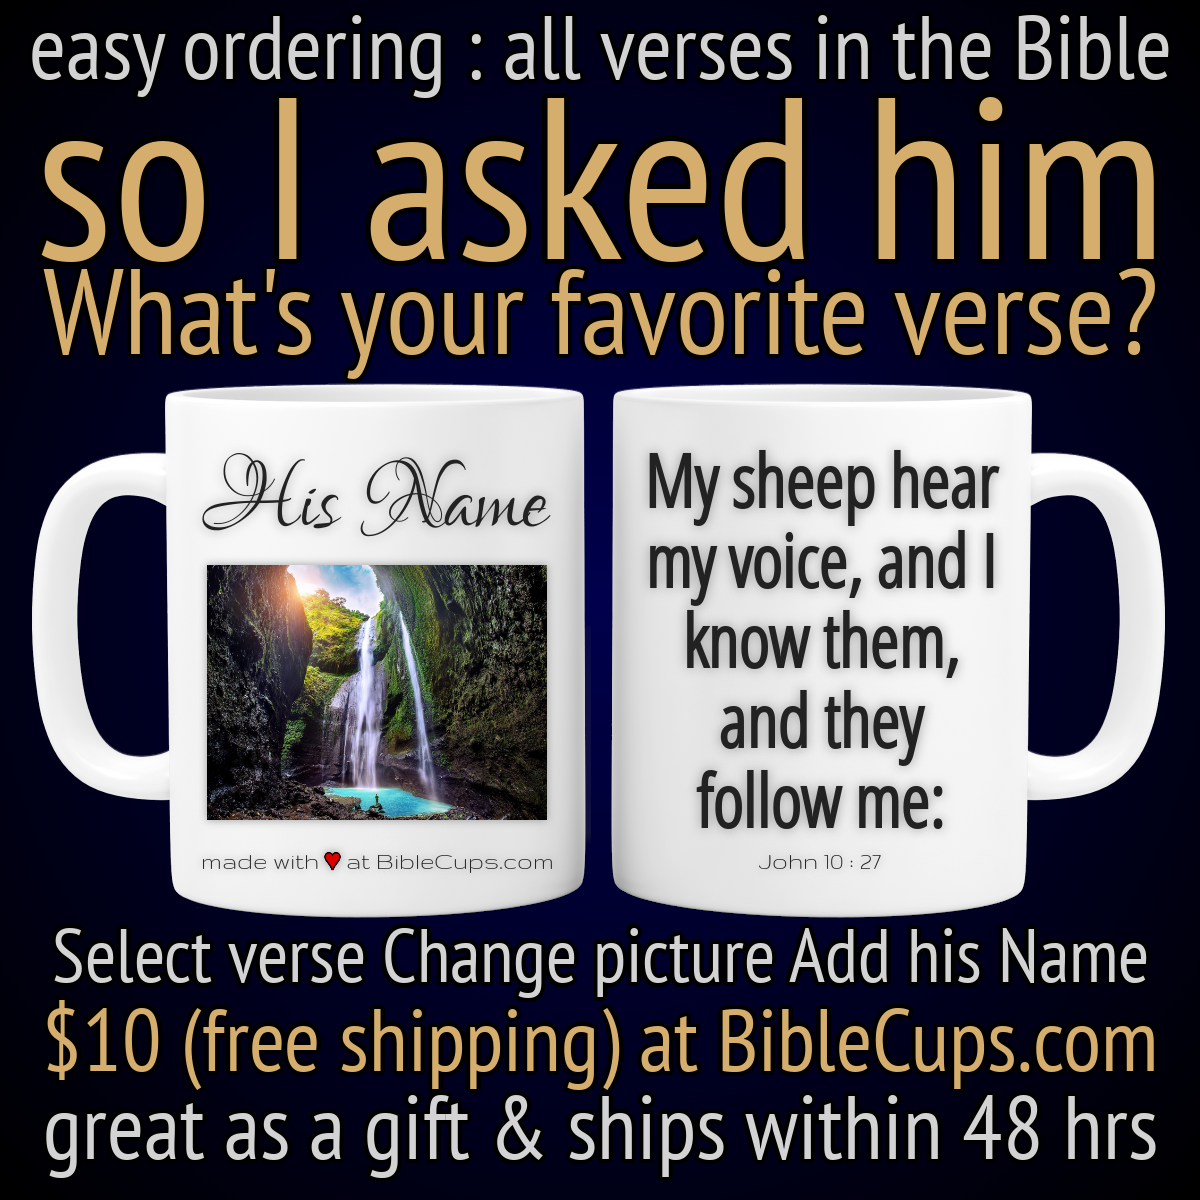 easy ordering : all verses in the Bible
so I asked him
What's your favorite verse?
His Name
made with ♥ at BibleCups.com
My sheep hear
my voice, and I
know them,
and they
follow me:
John 10 : 27
Select verse Change picture Add his Name
$10 (free shipping) at BibleCups.com
great as a gift & ships within 48 hrs